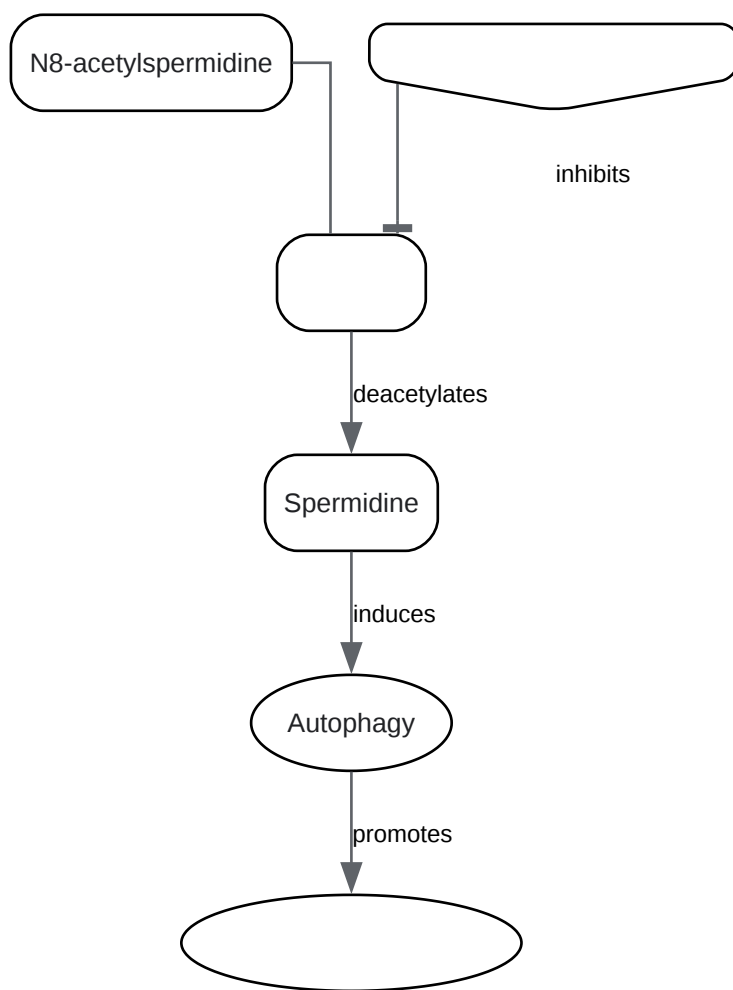 N8-acetylspermidine
inhibits
deacetylates
Spermidine
induces
Autophagy
promotes